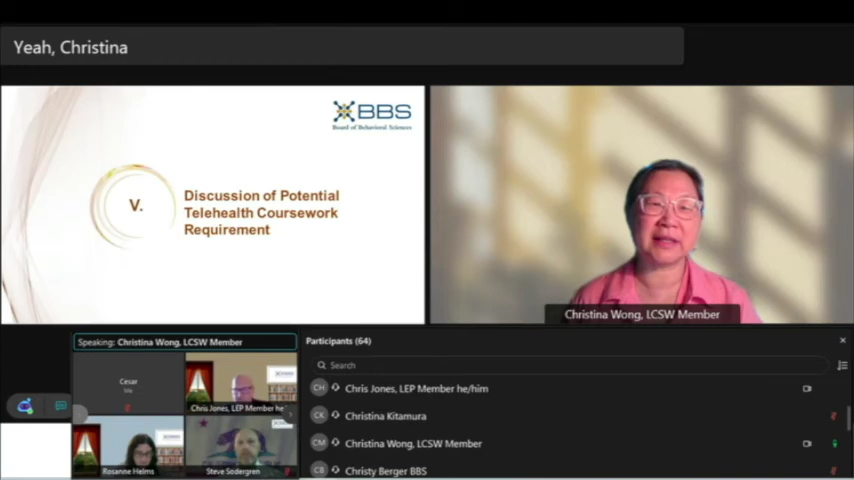 Yeah, Christina
BBS
Board of Behavioral Sciences
V.
Discussion of Potential
Telehealth Coursework
Requirement
Christina Wong, LCSW Member
Speaking: Christina Wong, LCSW Member
Cesar
Chris Jones, LEP Member he
Rosanne Helms
Steve Sodergren
Participants (64)
Search
CH Chris Jones, LEP Member he/him
CK Christina Kitamura
CM Christina Wong, LCSW Member
CB Christy Berger BBS